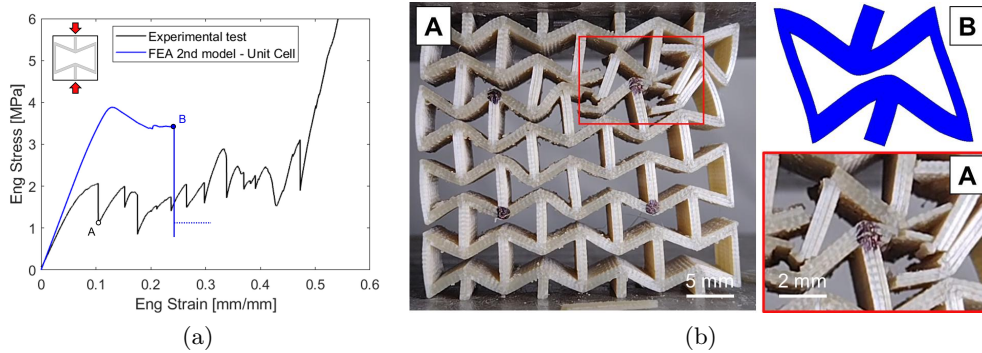 Experimental test
FEA 2nd model - Unit Cell
Eng Stress [MPa]
6
5
4
3
2
1
0
B
A
0
0.1
0.2
0.3
0.4
0.5
0.6
Eng Strain [mm/mm]
(a)
A
5 mm
B
A
2 mm
(b)